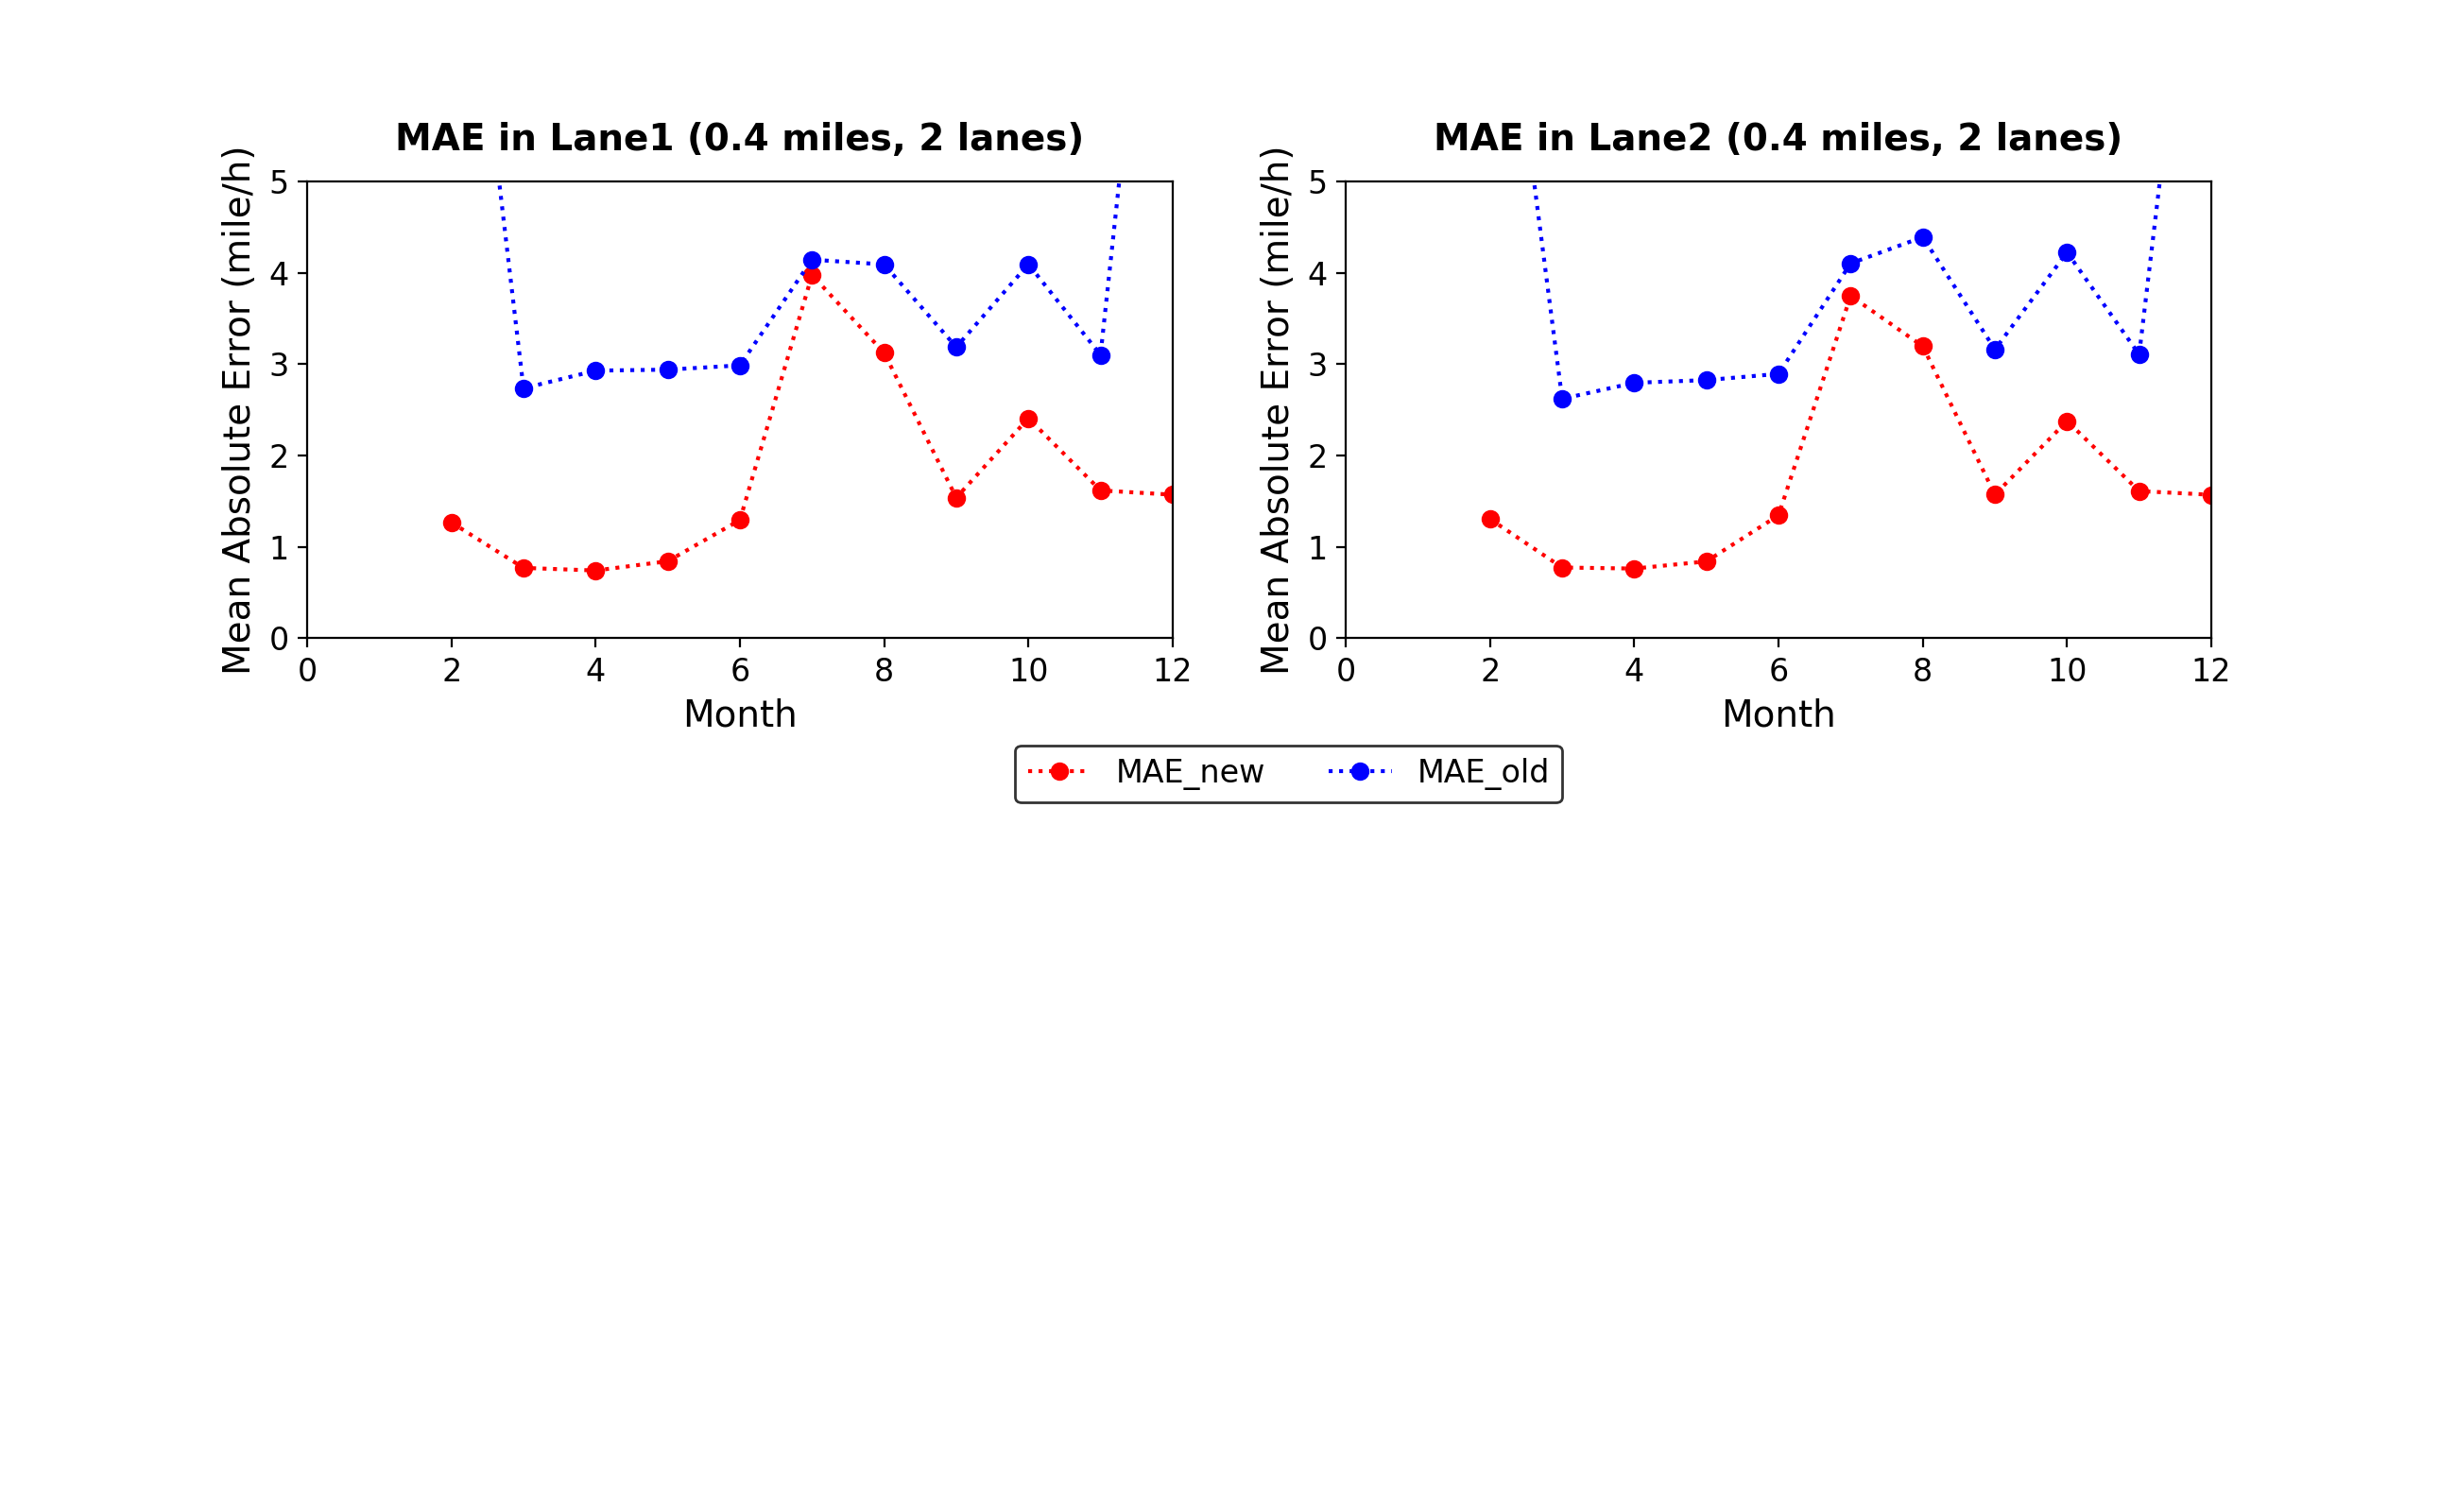 MAE in Lane1 (0.4 miles, 2 lanes)
Mean Absolute Error (mile/h)
5
4
3
2
1
0
0 2 4 6 8 10 12
Month
MAE in Lane2 (0.4 miles, 2 lanes)
Mean Absolute Error (mile/h)
5
4
3
2
1
0
0 2 4 6 8 10 12
Month
MAE_new MAE_old